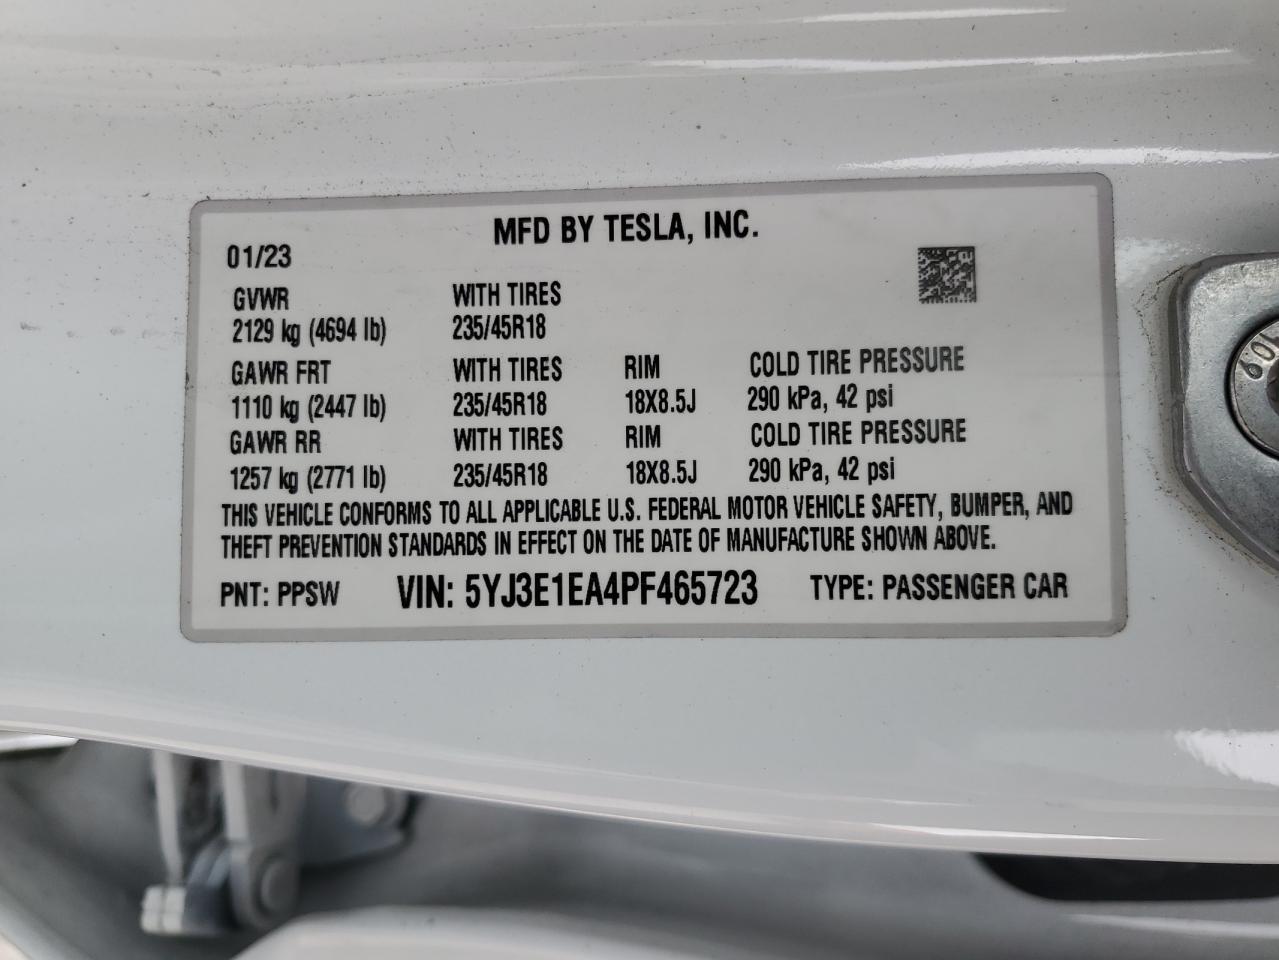 MFD BY TESLA, INC.
01/23
GVWR WITH TIRES
2129 kg (4694 lb) 235/45R18
GAWR FRT WITH TIRES RIM COLD TIRE PRESSURE
1110 kg (2447 lb) 235/45R18 18X8.5J 290 kPa, 42 psi
GAWR RR WITH TIRES RIM COLD TIRE PRESSURE
1257 kg (2771 lb) 235/45R18 18X8.5J 290 kPa, 42 psi
THIS VEHICLE CONFORMS TO ALL APPLICABLE U.S. FEDERAL MOTOR VEHICLE SAFETY, BUMPER, AND
THEFT PREVENTION STANDARDS IN EFFECT ON THE DATE OF MANUFACTURE SHOWN ABOVE.
PNT: PPSW VIN: 5YJ3E1EA4PF465723 TYPE: PASSENGER CAR